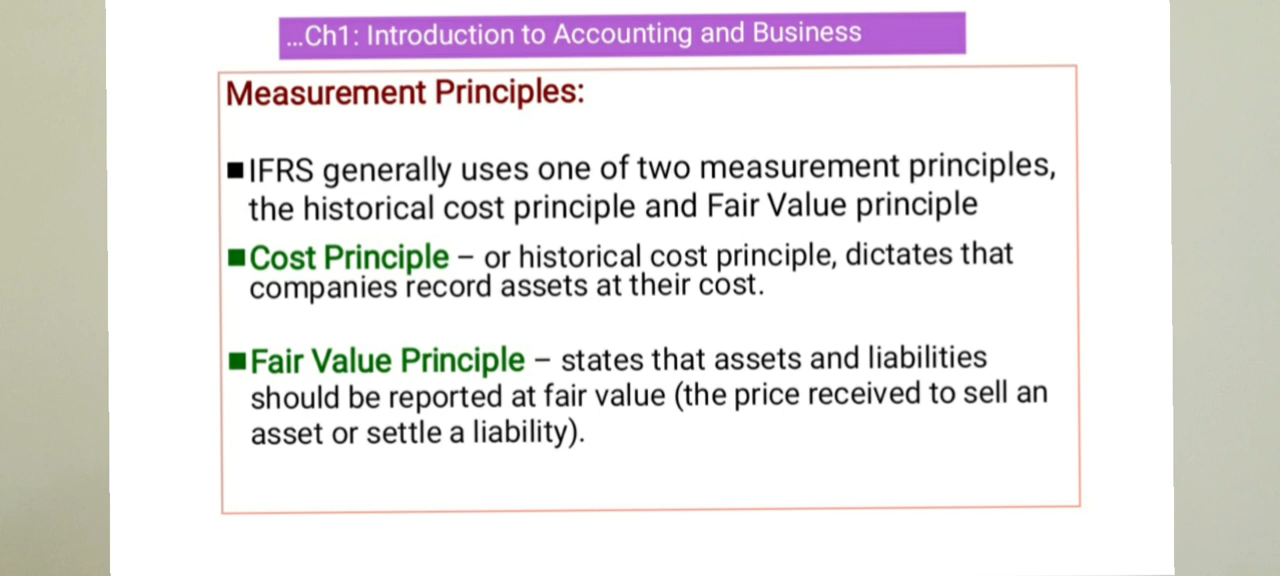 ...Ch1: Introduction to Accounting and Business
Measurement Principles:
■IFRS generally uses one of two measurement principles,
the historical cost principle and Fair Value principle
■Cost Principle – or historical cost principle, dictates that
companies record assets at their cost.
■Fair Value Principle – states that assets and liabilities
should be reported at fair value (the price received to sell an
asset or settle a liability).